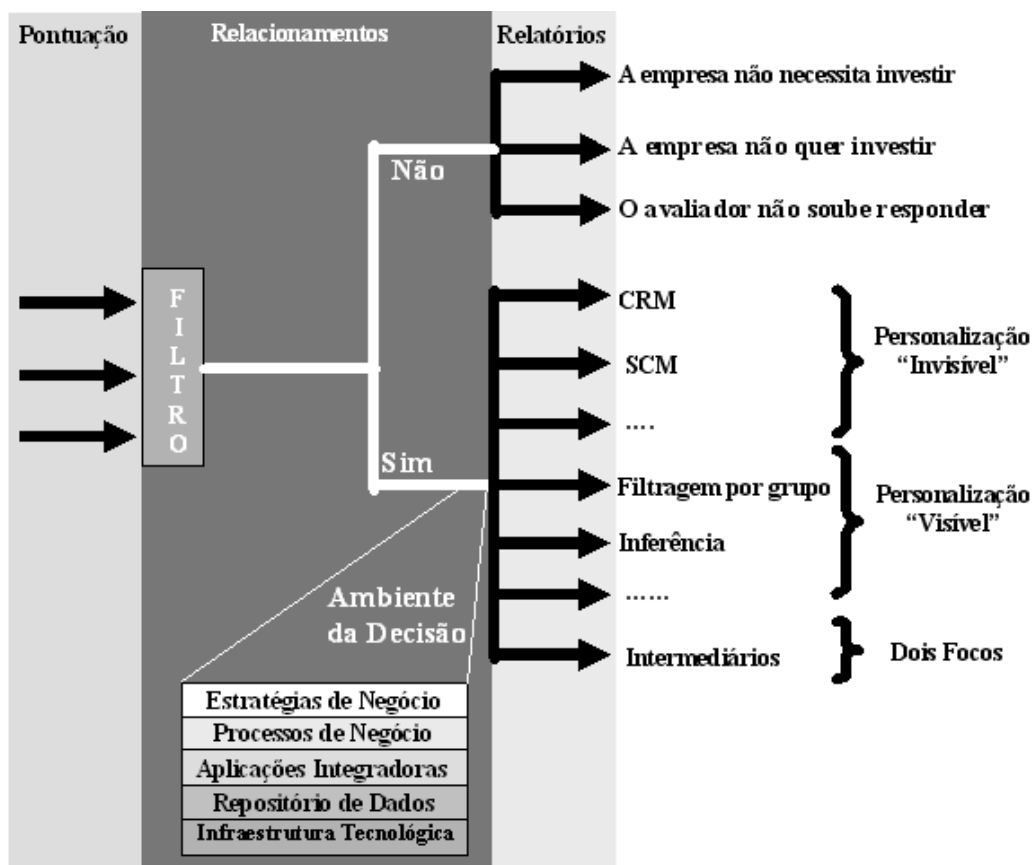 Pontuação
Relacionamentos
Relatórios
A empresa não necessita investir
A empresa não quer investir
Não
O avaliador não soube responder
F
I
L
T
R
O
CRM
SCM
....
Personalização
“Invisível”
Sim
Filtragem por grupo
Inferência
......
Personalização
“Visível”
Ambiente
da Decisão
Intermediários
Dois Focos
Estratégias de Negócio
Processos de Negócio
Aplicações Integradoras
Repositório de Dados
Infraestrutura Tecnológica